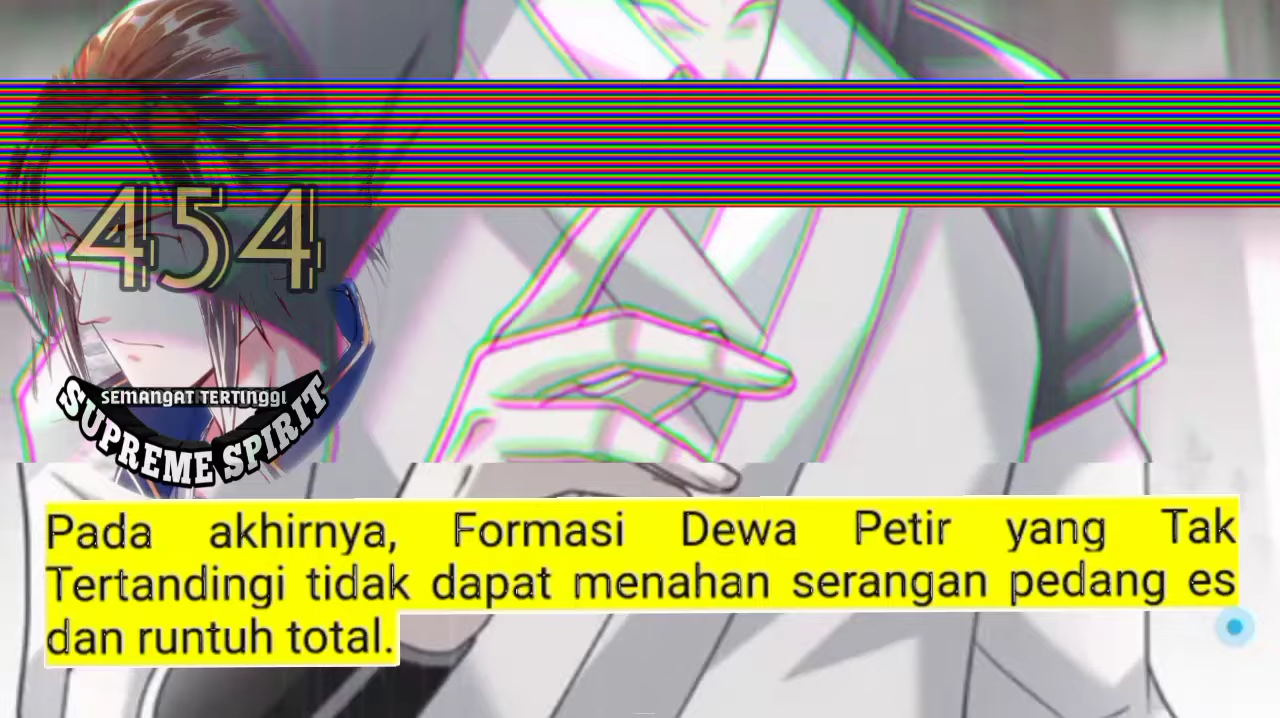 454
SEMANGAT TERTINGGI
SUPREME SPIRIT
Pada akhirnya, Formasi Dewa Petir yang Tak
Tertandingi tidak dapat menahan serangan pedang es
dan runtuh total.